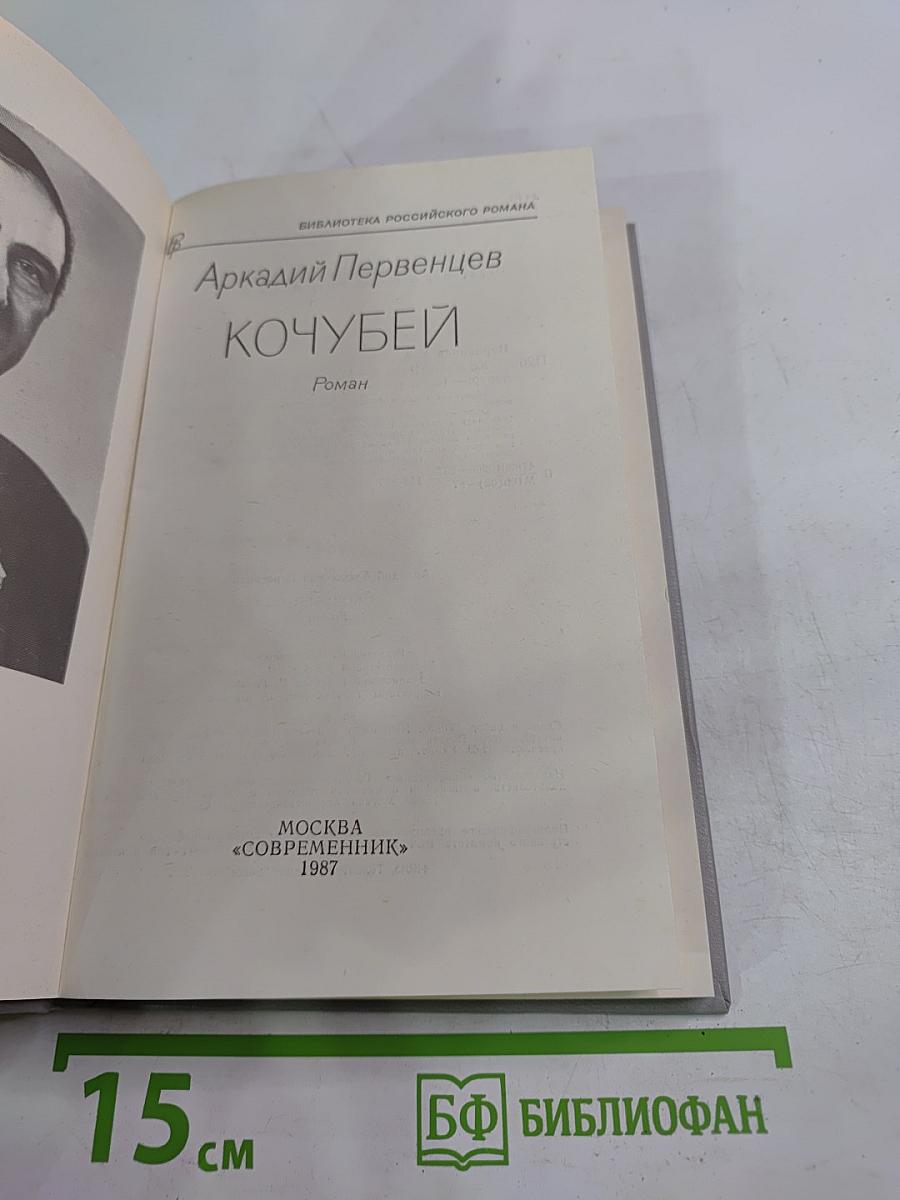 БИБЛИОТЕКА РОССИЙСКОГО РОМАНА
Аркадий Первенцев
КОЧУБЕЙ
Роман
МОСКВА
«СОВРЕМЕННИК»
1987
15 см
БФ БИБЛИОФАН